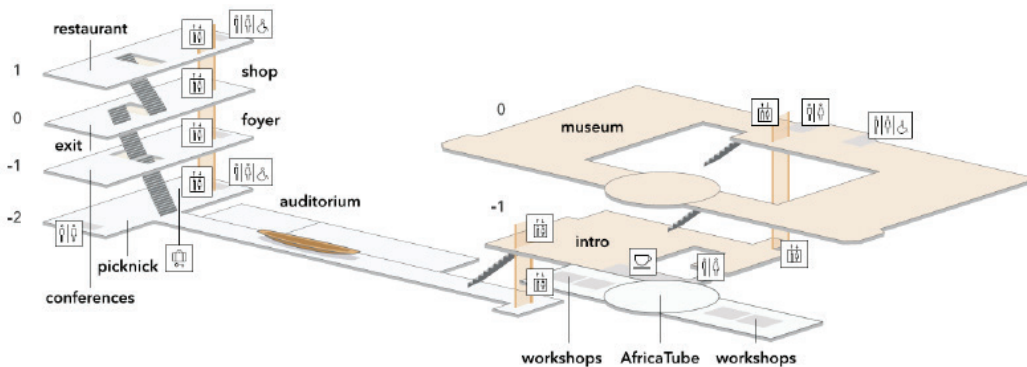 restaurant
1
shop
0
foyer
exit
-1
-2
picknick
conferences
auditorium
0
museum
-1
intro
workshops
AfricaTube
workshops